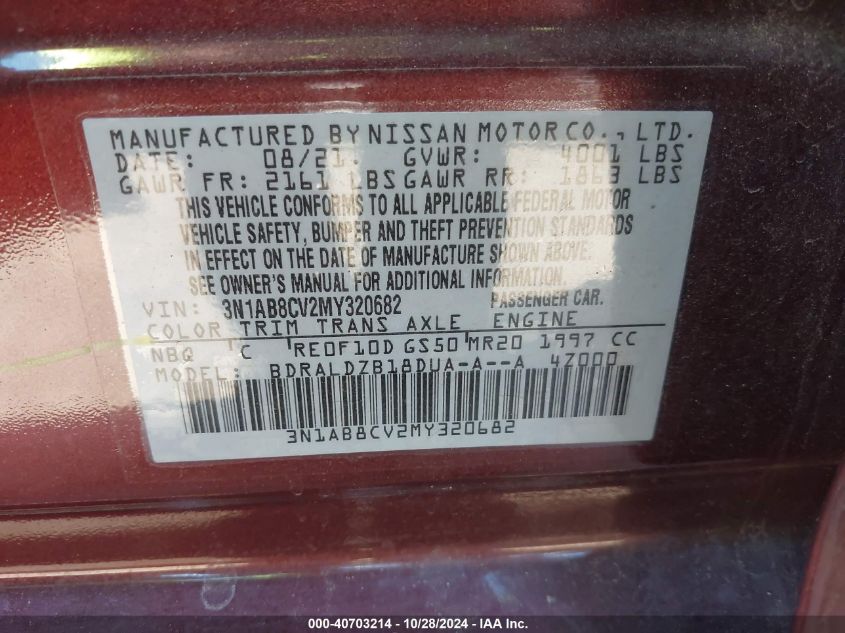 MANUFACTURED BY NISSAN MOTOR CO., LTD.
DATE: 08/21. GVWR: 4001 LBS
GAWR FR: 2161 LBS GAWR RR: 1863 LBS
THIS VEHICLE CONFORMS TO ALL APPLICABLE FEDERAL MOTOR
VEHICLE SAFETY, BUMPER AND THEFT PREVENTION STANDARDS
IN EFFECT ON THE DATE OF MANUFACTURE SHOWN ABOVE.
SEE OWNER'S MANUAL FOR ADDITIONAL INFORMATION.
VIN: 3N1AB8CV2MY320682 PASSENGER CAR.
COLOR TRIM TRANS AXLE ENGINE
NBQ C RE0F10D GS50 MR20 1997 CC
MODEL: BDRALDZB18DUA-A--A 4Z000
3N1AB8CV2MY320682
000-40703214 | 10/28/2024 - IAA Inc.